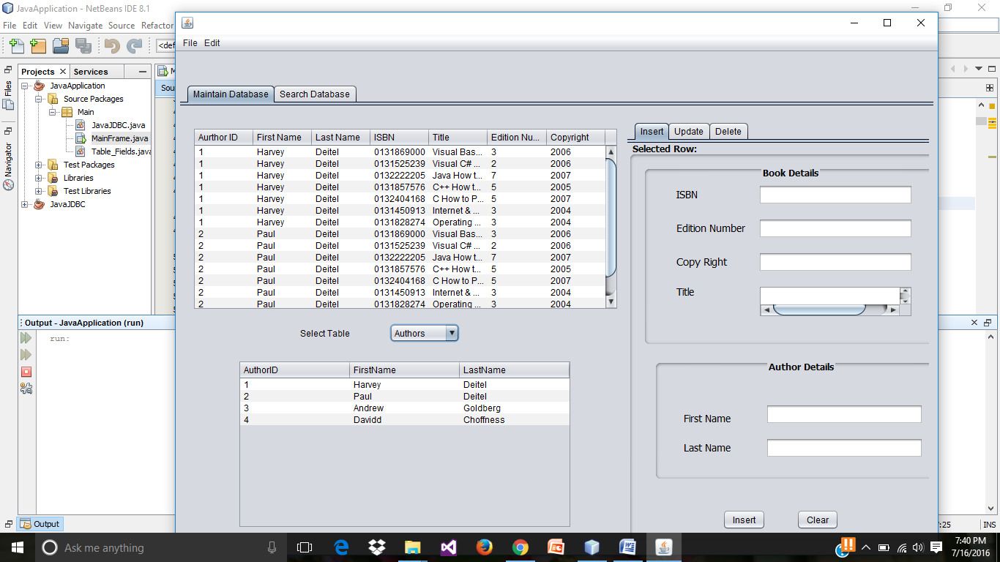 JavaApplication - NetBeans IDE 8.1
File Edit View Navigate Source Refactor
<def
Projects Services
Files
Navigator
JavaApplication
Source Packages
Main
JavaJDBC.java
MainFrame.java
Table_Fields.java
Test Packages
Libraries
Test Libraries
JavaJDBC
Sou
File Edit
Maintain Database Search Database
Aurthor ID First Name Last Name ISBN Title Edition Nu... Copyright
1 Harvey Deitel 0131869000 Visual Bas... 3 2006
1 Harvey Deitel 0131525239 Visual C# ... 2 2006
1 Harvey Deitel 0132222205 Java How t... 7 2007
1 Harvey Deitel 0131857576 C++ How t... 5 2005
1 Harvey Deitel 0132404168 C How to P... 5 2007
1 Harvey Deitel 0131450913 Internet & ... 3 2004
1 Harvey Deitel 0131828274 Operating ... 3 2004
2 Paul Deitel 0131869000 Visual Bas... 3 2006
2 Paul Deitel 0131525239 Visual C# ... 2 2006
2 Paul Deitel 0132222205 Java How t... 7 2007
2 Paul Deitel 0131857576 C++ How t... 5 2005
2 Paul Deitel 0132404168 C How to P... 5 2007
2 Paul Deitel 0131450913 Internet & ... 3 2004
2 Paul Deitel 0131828274 Operating ... 3 2004
Select Table Authors
AuthorID FirstName LastName
1 Harvey Deitel
2 Paul Deitel
3 Andrew Goldberg
4 Davidd Choffness
Insert Update Delete
Selected Row:
Book Details
ISBN
Edition Number
Copy Right
Title
Author Details
First Name
Last Name
Insert Clear
Output - JavaApplication (run)
run:
Output
:25 INS
Ask me anything
7:40 PM
7/16/2016